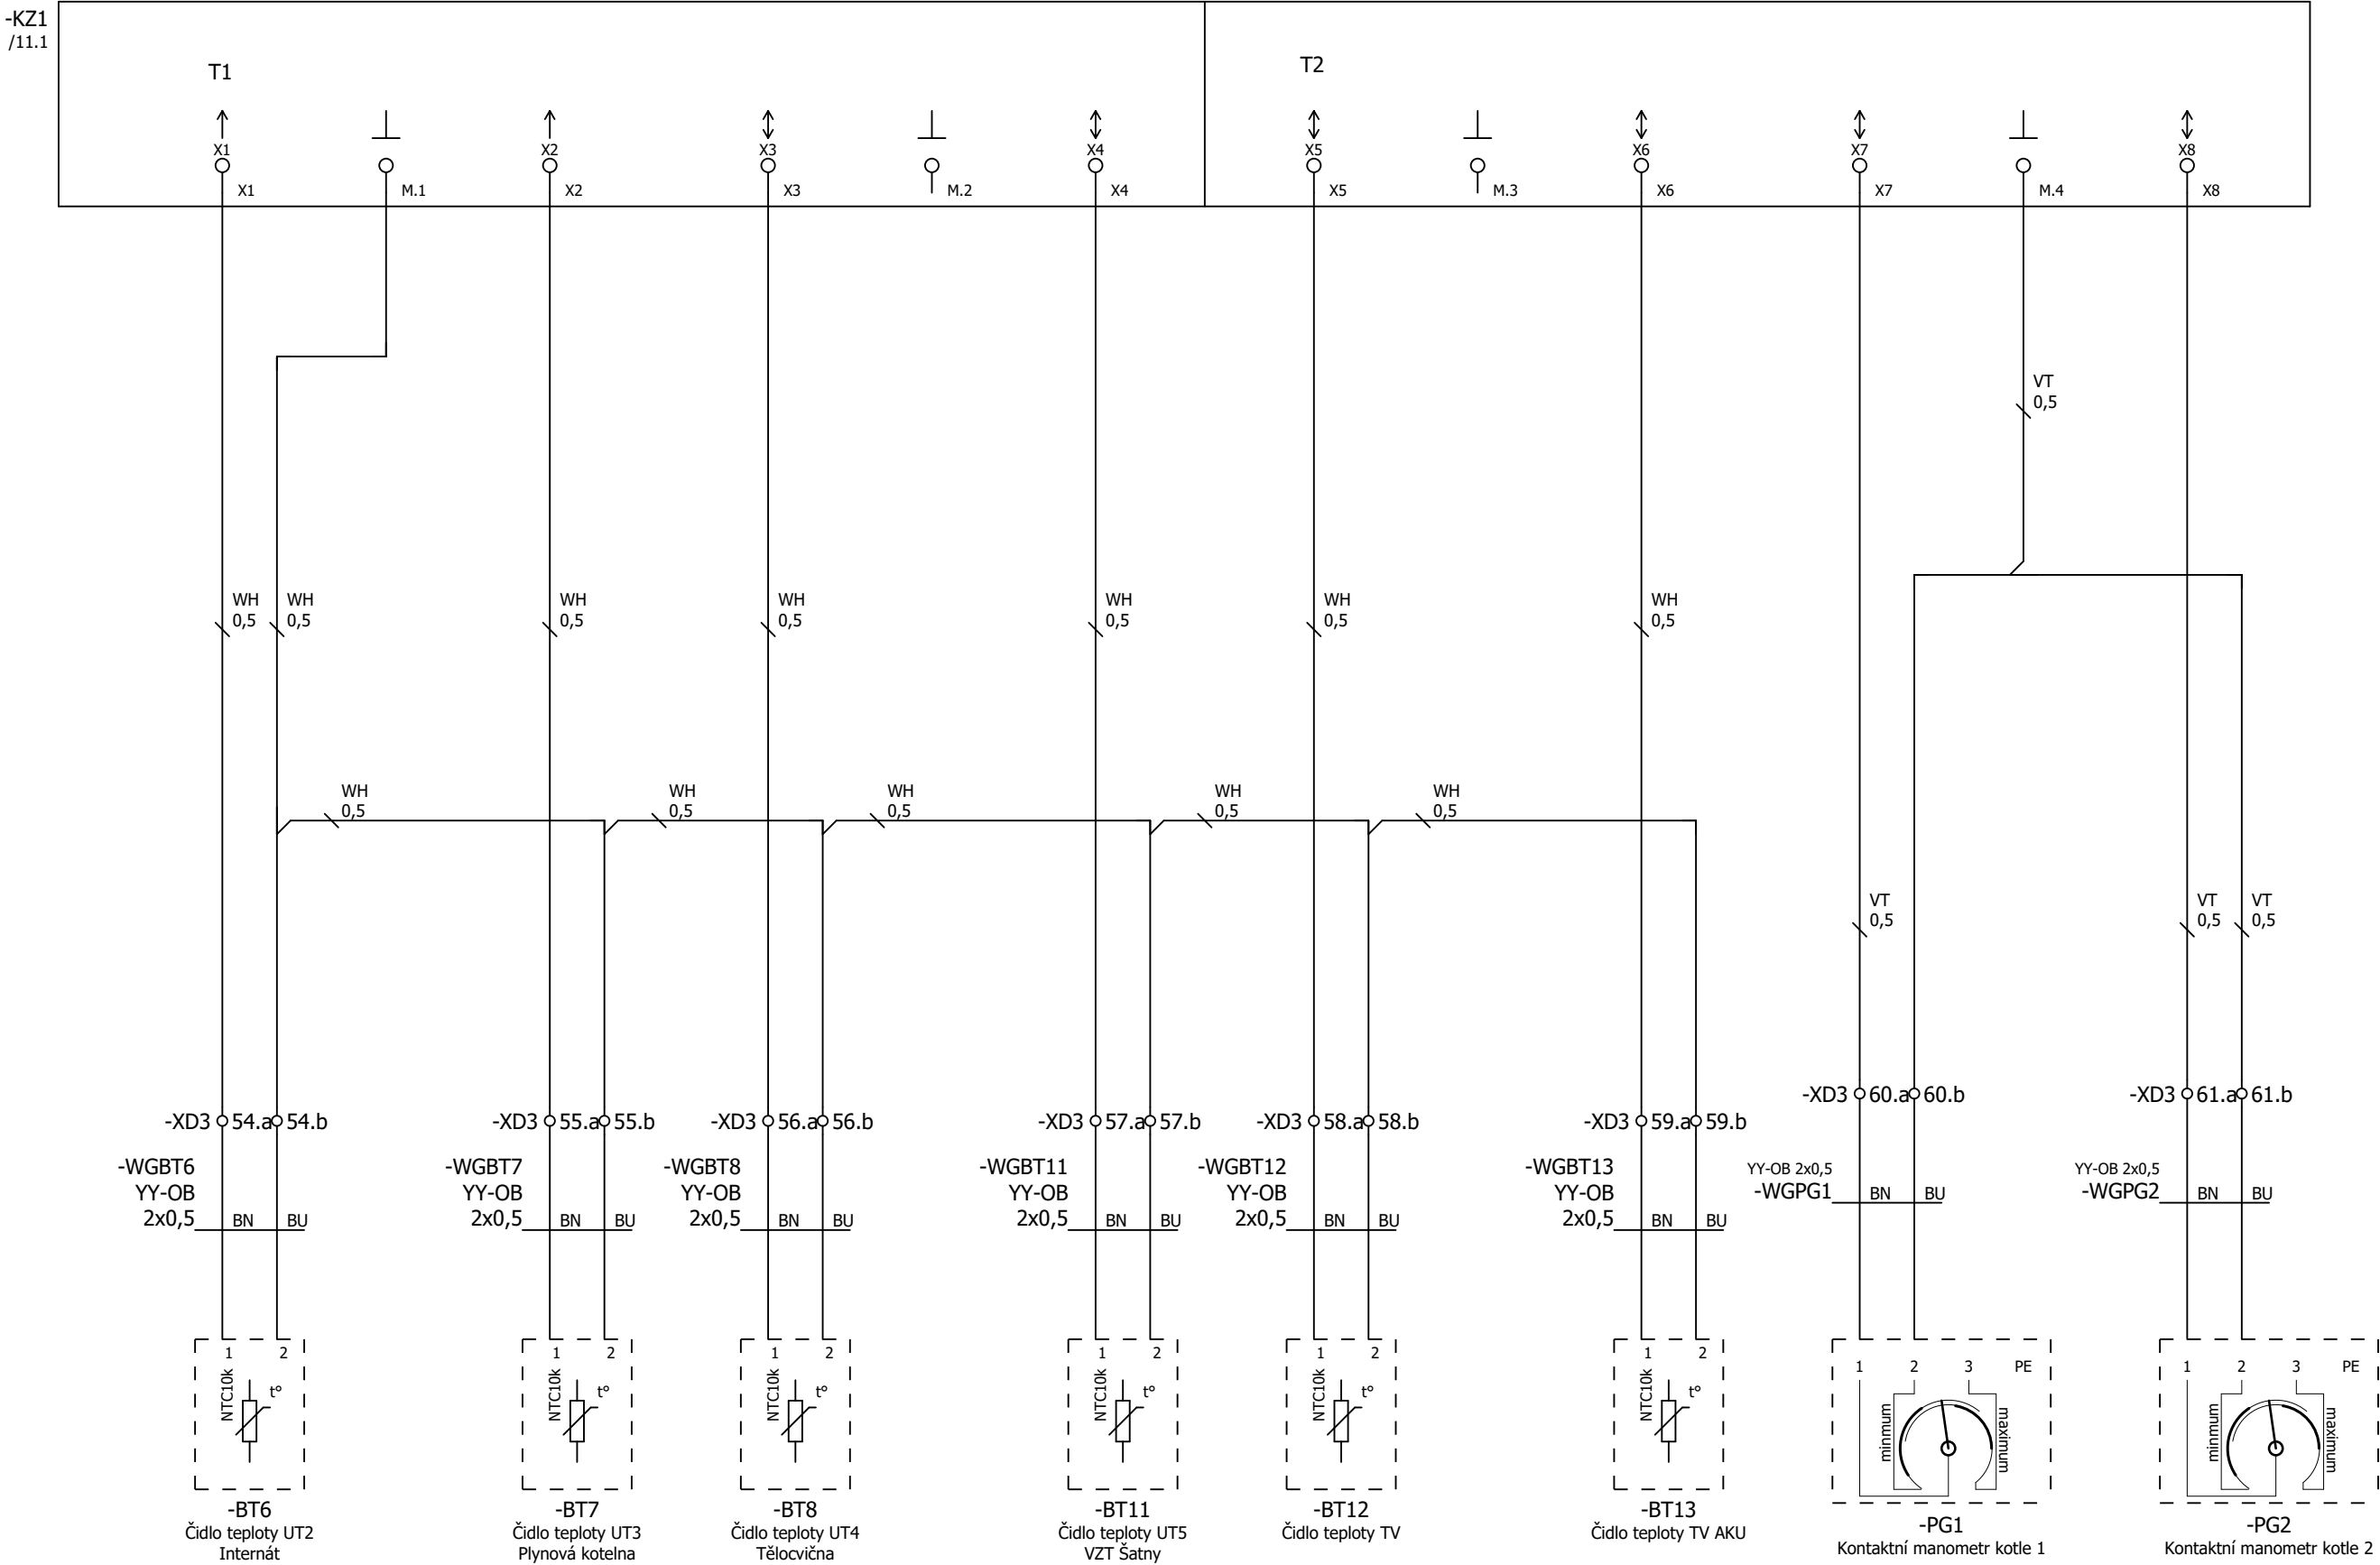 -KZ1
/11.1
T1
T2
X1 X2 X3 X4 X5 X6 X7 X8
X1 M.1 X2 X3 M.2 X4 X5 M.3 X6 X7 M.4 X8
VT
0,5
WH WH WH WH WH WH WH
0,5 0,5 0,5 0,5 0,5 0,5 0,5
WH WH WH WH WH
0,5 0,5 0,5 0,5 0,5
VT VT VT
0,5 0,5 0,5
-XD3 60.a 60.b -XD3 61.a 61.b
-XD3 54.a 54.b -XD3 55.a 55.b -XD3 56.a 56.b -XD3 57.a 57.b -XD3 58.a 58.b -XD3 59.a 59.b
-WGBT6 -WGBT7 -WGBT8 -WGBT11 -WGBT12 -WGBT13
YY-OB 2x0,5 YY-OB 2x0,5
YY-OB YY-OB YY-OB YY-OB YY-OB YY-OB
-WGPG1 BN BU -WGPG2 BN BU
2x0,5 BN BU 2x0,5 BN BU 2x0,5 BN BU 2x0,5 BN BU 2x0,5 BN BU 2x0,5 BN BU
1 2 1 2 1 2 1 2 1 2 1 2
1 2 3 PE 1 2 3 PE
NTC10k t° NTC10k t° NTC10k t° NTC10k t° NTC10k t° NTC10k t°
minmum maximum minmum maximum
-BT6
Čidlo teploty UT2
Internát
-BT7
Čidlo teploty UT3
Plynová kotelna
-BT8
Čidlo teploty UT4
Tělocvična
-BT11
Čidlo teploty UT5
VZT Šatny
-BT12
Čidlo teploty TV
-BT13
Čidlo teploty TV AKU
-PG1
Kontaktní manometr kotle 1
-PG2
Kontaktní manometr kotle 2